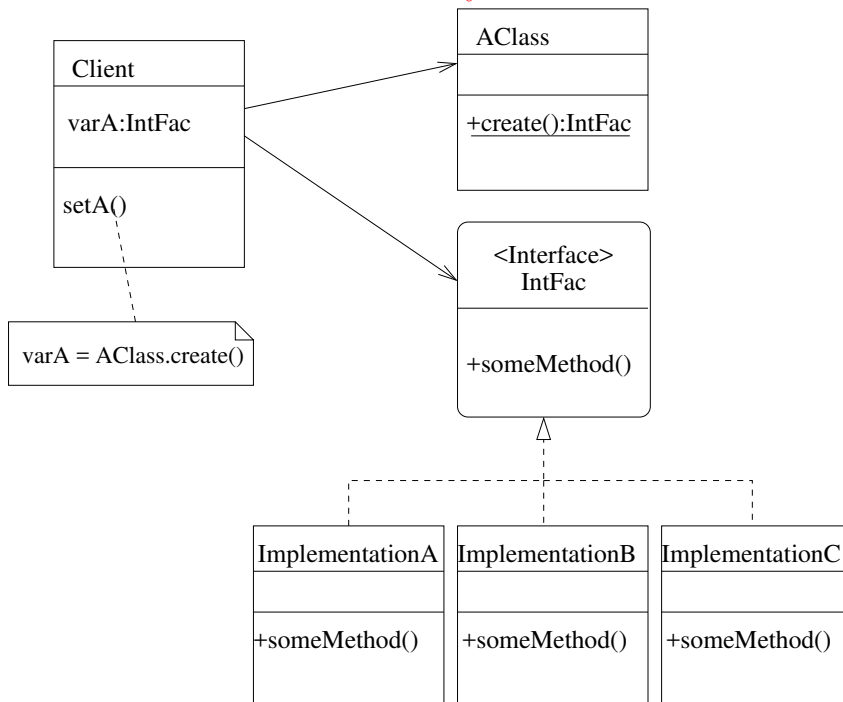 AClass
Client
varA:IntFac
+create():IntFac
setA()
<Interface>
IntFac
varA = AClass.create()
+someMethod()
ImplementationA
ImplementationB
ImplementationC
+someMethod()
+someMethod()
+someMethod()